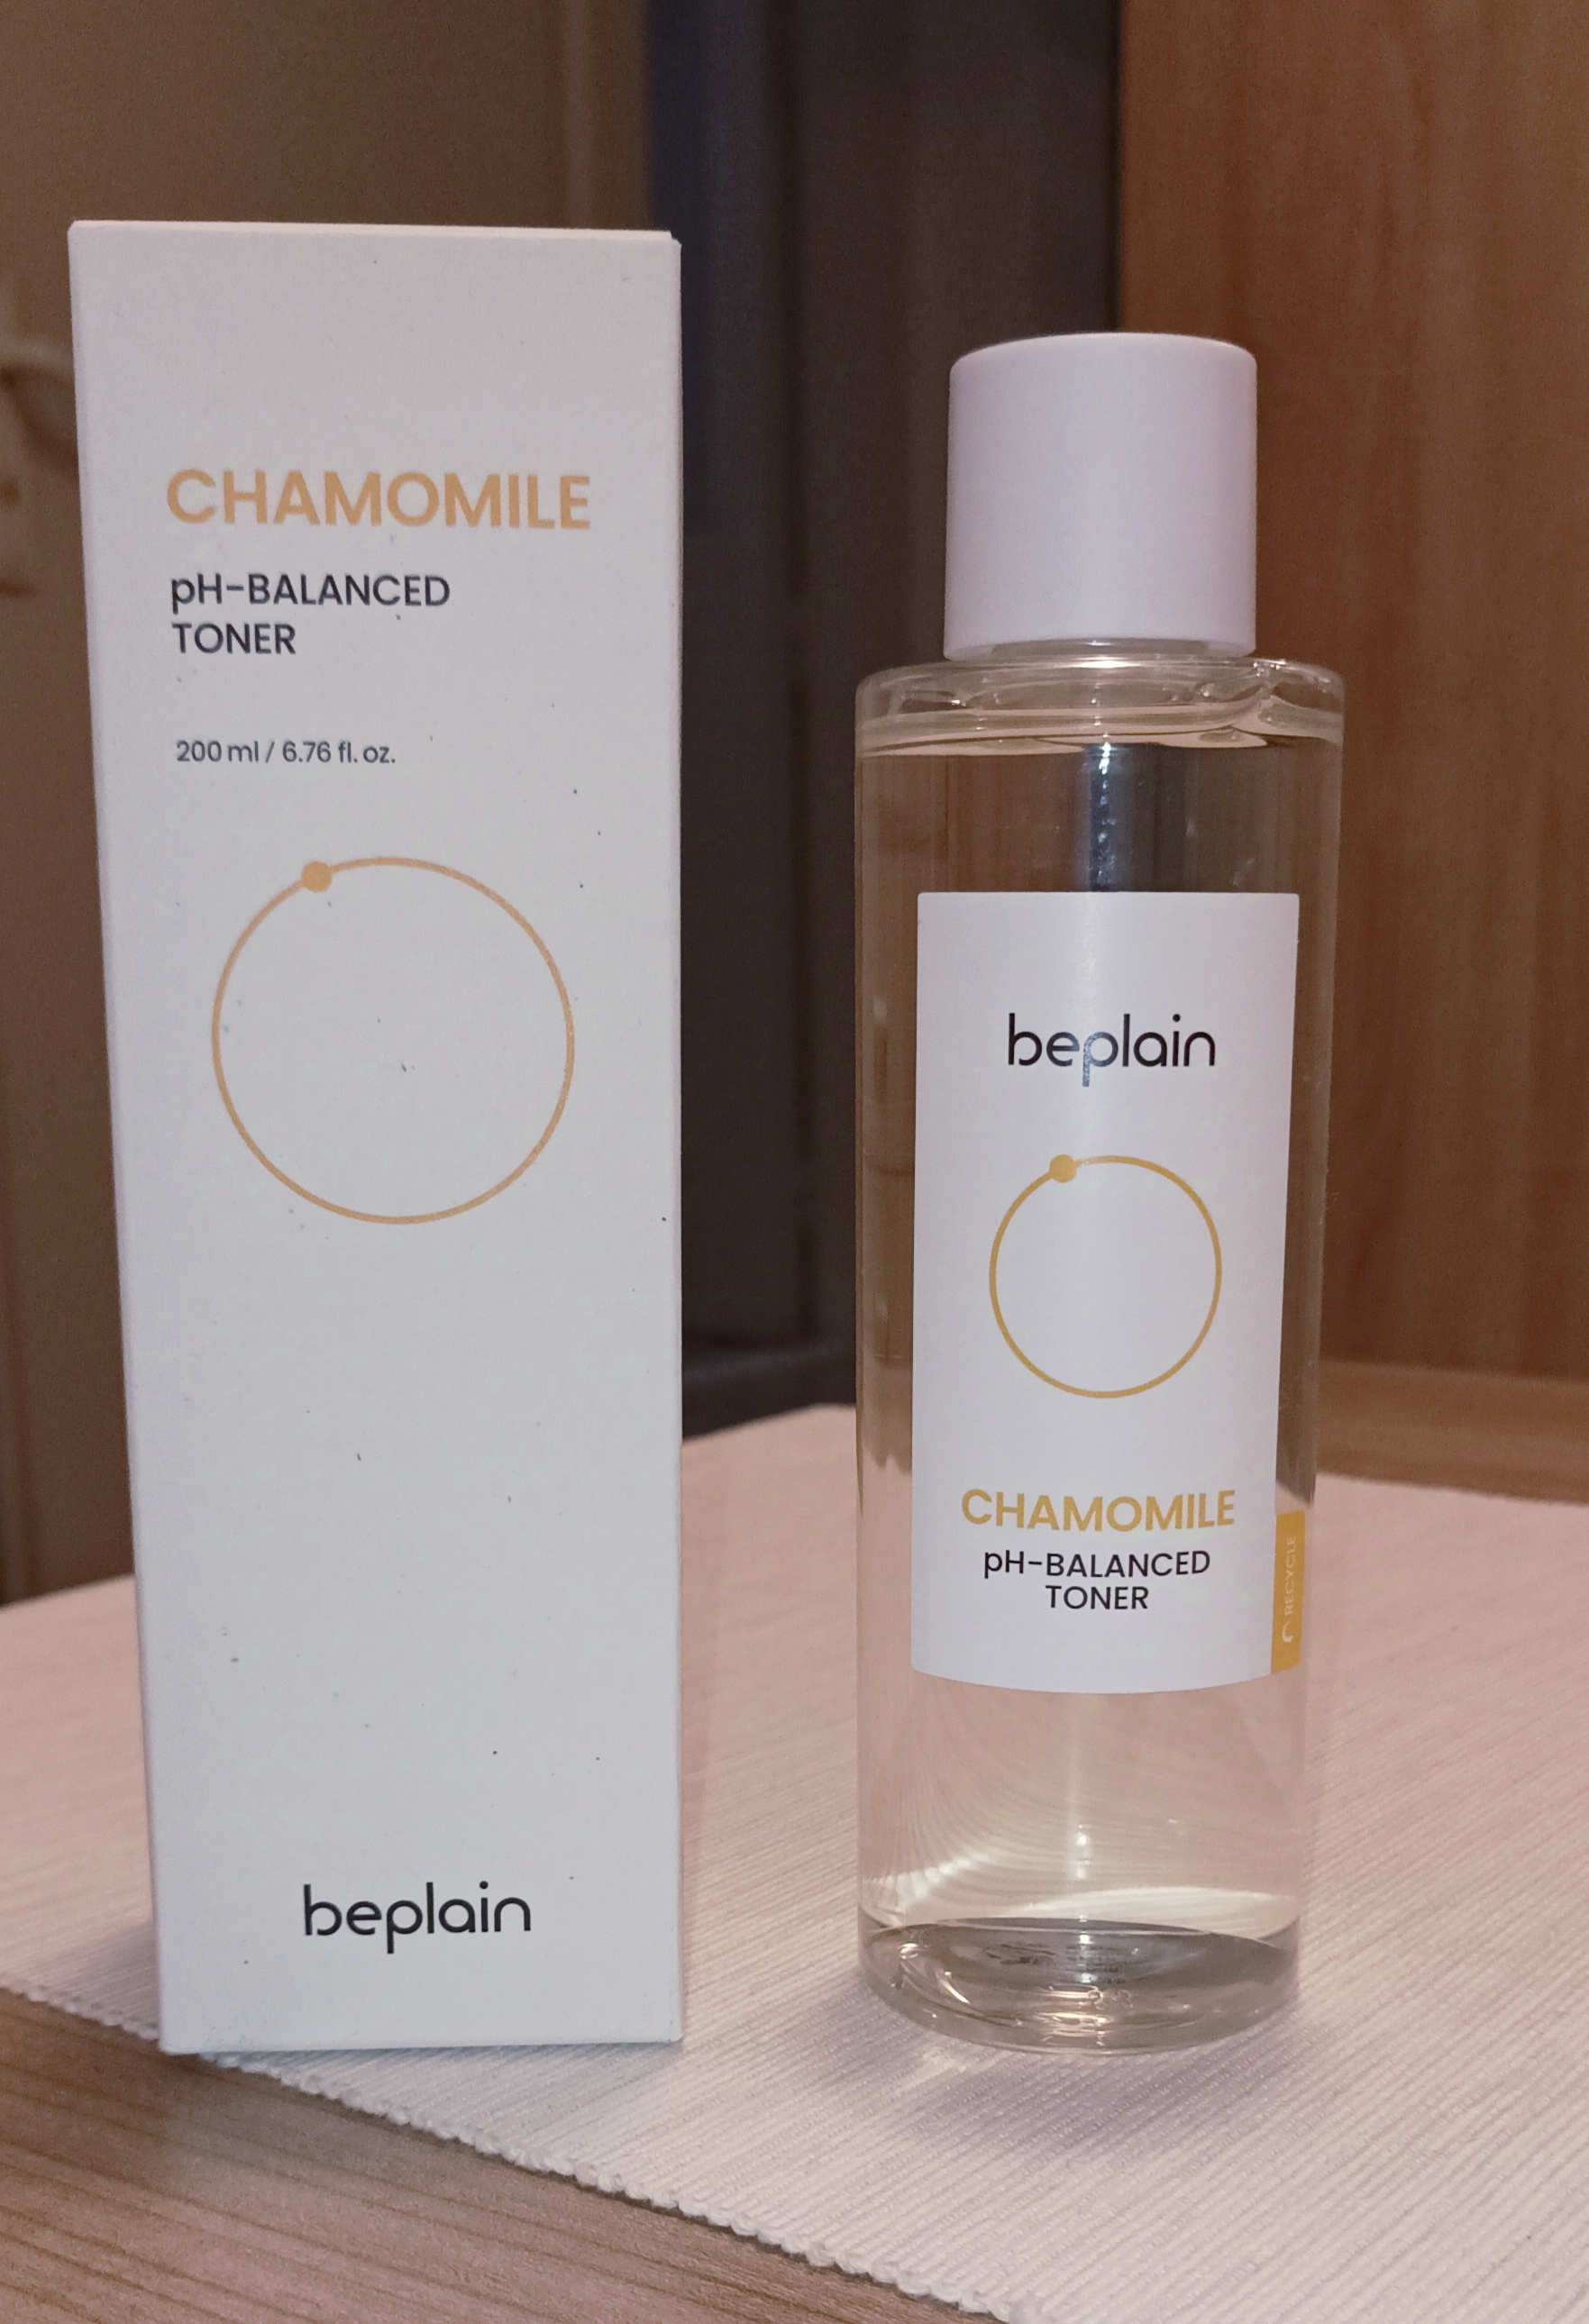 CHAMOMILE
pH-BALANCED
TONER
200 ml / 6.76 fl. oz.
beplain
beplain
CHAMOMILE
pH-BALANCED
TONER
RECYCLE